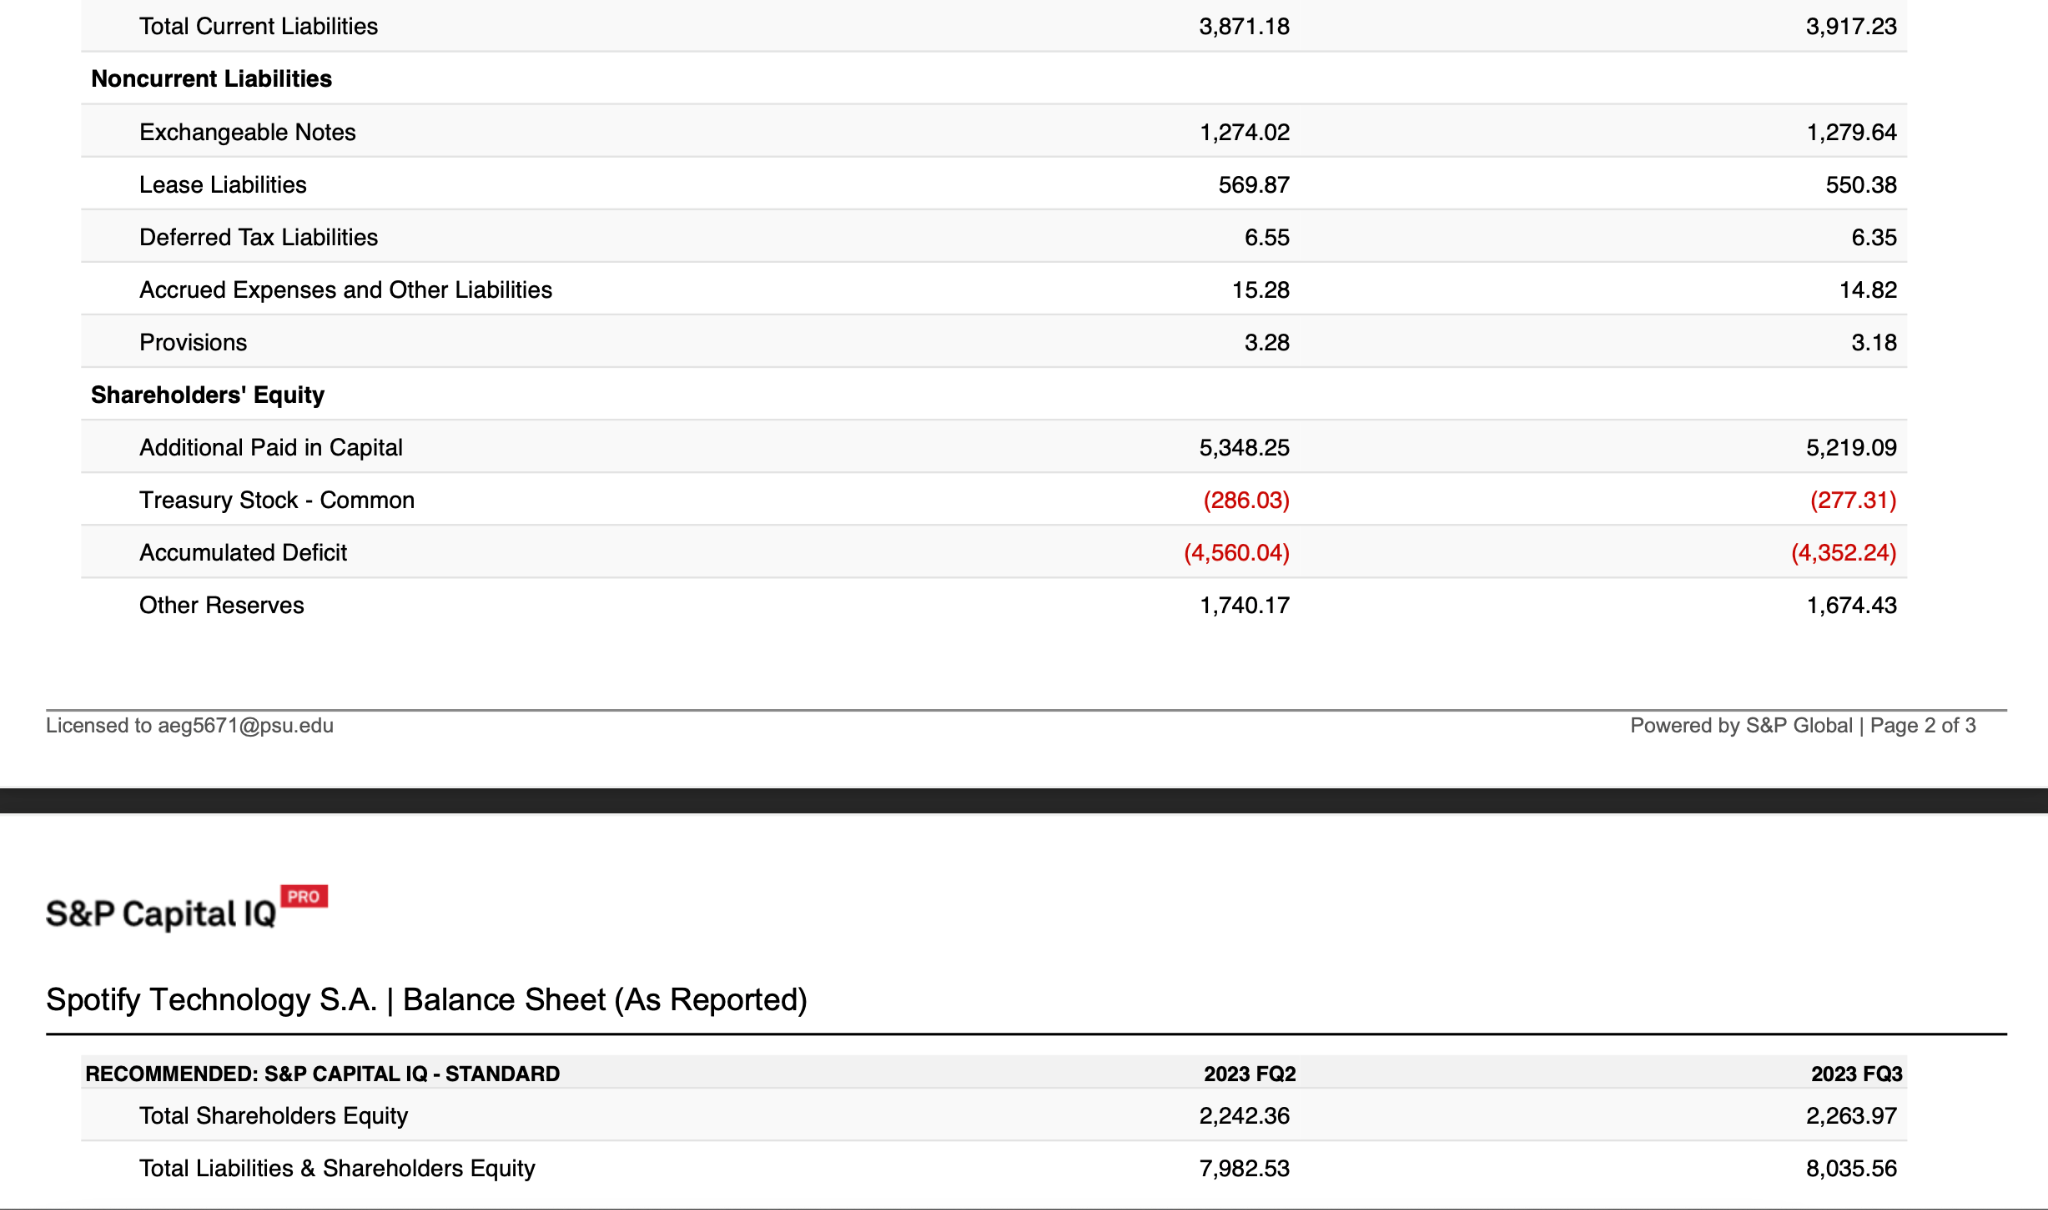 Total Current Liabilities 3,871.18 3,917.23
Noncurrent Liabilities
Exchangeable Notes 1,274.02 1,279.64
Lease Liabilities 569.87 550.38
Deferred Tax Liabilities 6.55 6.35
Accrued Expenses and Other Liabilities 15.28 14.82
Provisions 3.28 3.18
Shareholders' Equity
Additional Paid in Capital 5,348.25 5,219.09
Treasury Stock - Common (286.03) (277.31)
Accumulated Deficit (4,560.04) (4,352.24)
Other Reserves 1,740.17 1,674.43
Licensed to aeg5671@psu.edu Powered by S&P Global | Page 2 of 3
S&P Capital IQ PRO
Spotify Technology S.A. | Balance Sheet (As Reported)
RECOMMENDED: S&P CAPITAL IQ - STANDARD 2023 FQ2 2023 FQ3
Total Shareholders Equity 2,242.36 2,263.97
Total Liabilities & Shareholders Equity 7,982.53 8,035.56